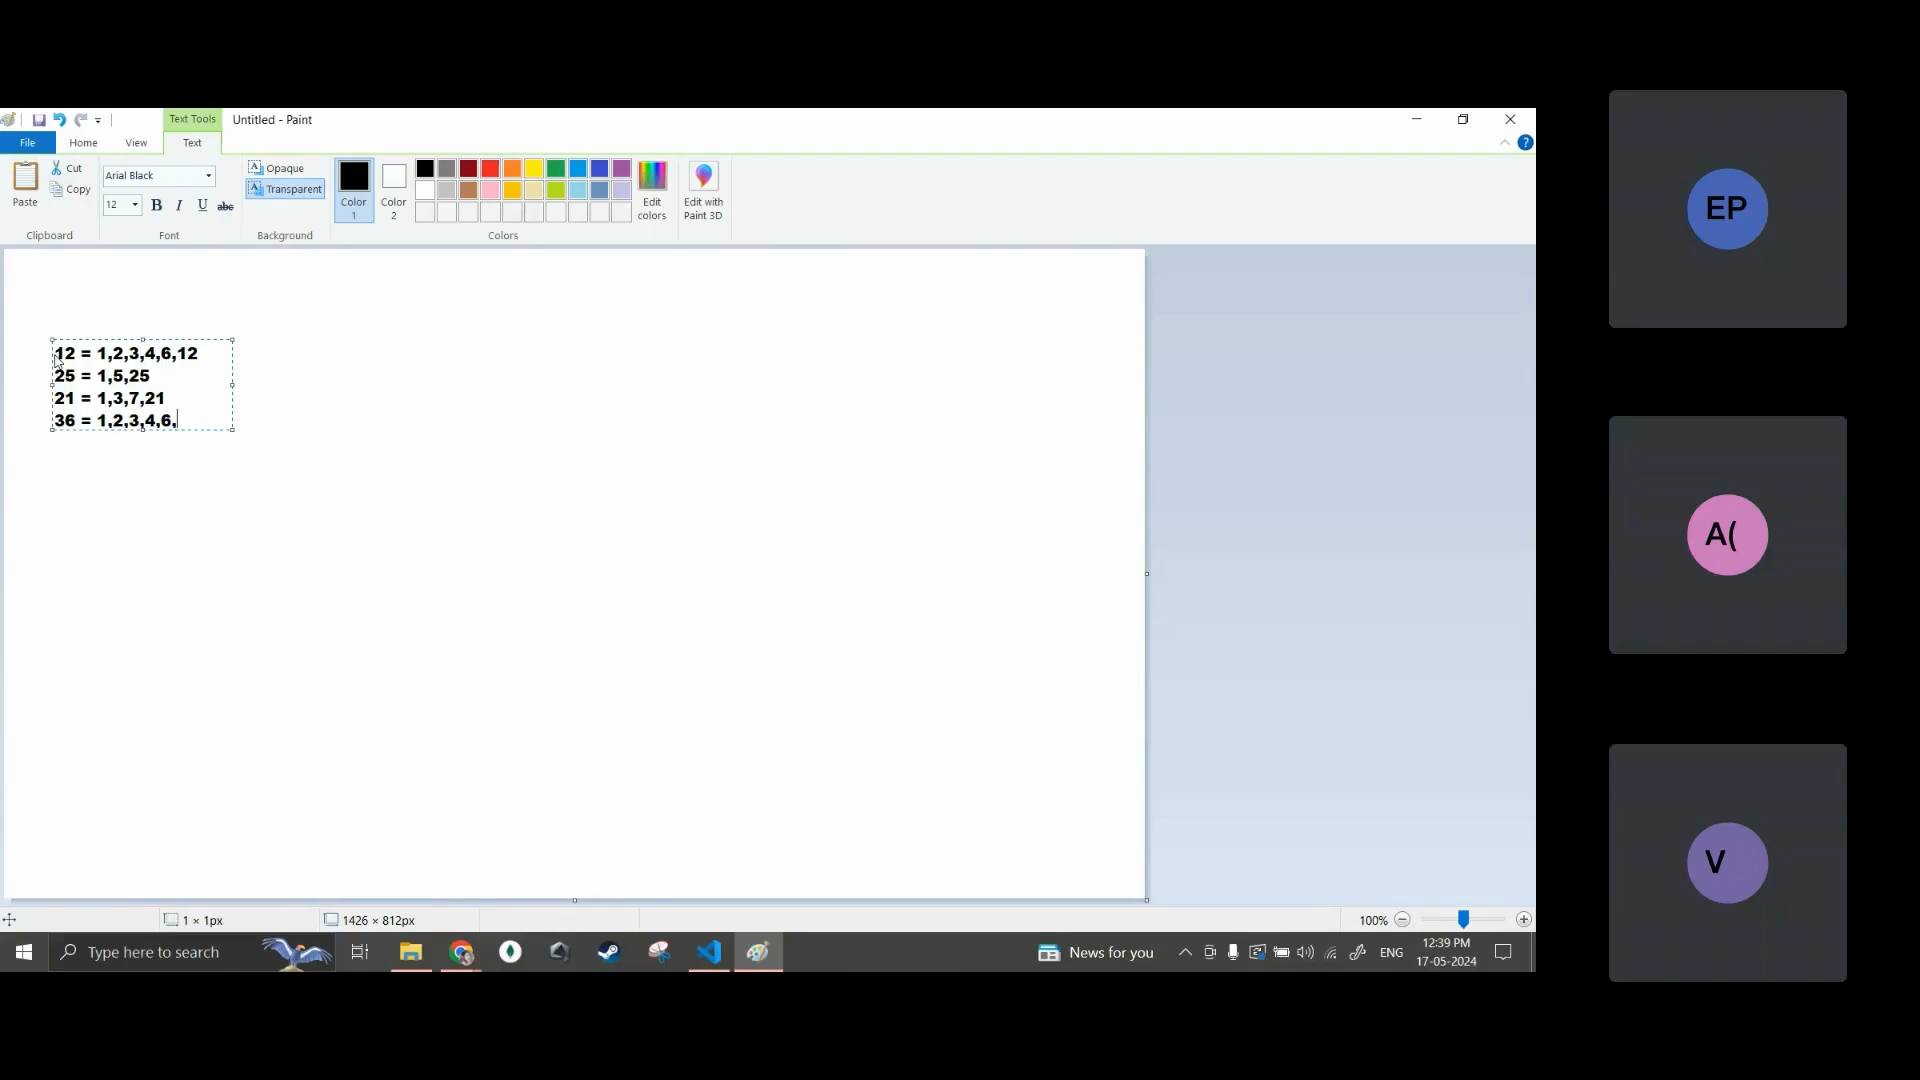 Text Tools
Untitled - Paint
File
Home
View
Text
Paste
Cut
Copy
Clipboard
Arial Black
12
B I U abc
Font
A Opaque
A Transparent
Background
Color 1
Color 2
Edit colors
Colors
Edit with Paint 3D
12 = 1,2,3,4,6,12
25 = 1,5,25
21 = 1,3,7,21
36 = 1,2,3,4,6,
1 × 1px
1426 × 812px
100%
Type here to search
News for you
ENG
12:39 PM
17-05-2024
EP
A(
V